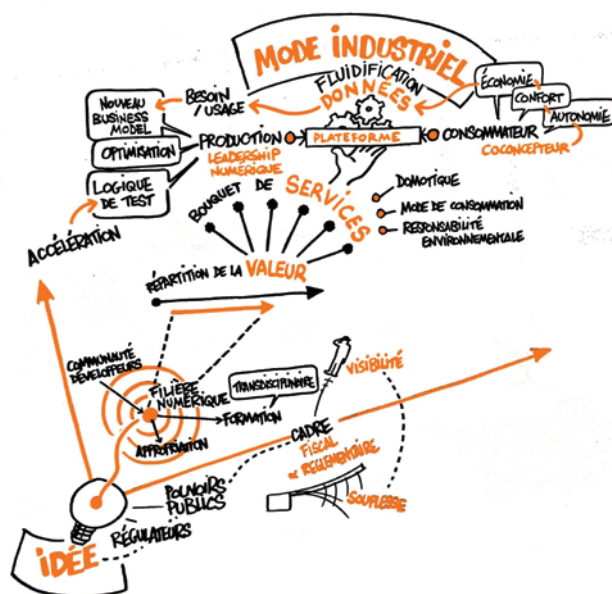 MODE INDUSTRIEL
FLUIDIFICATION
DONNÉES
ÉCONOMIE
CONFORT
AUTONOMIE
NOUVEAU
BUSINESS
MODEL
BESOIN
/USAGE
OPTIMISATION
PRODUCTION
LEADERSHIP
NUMÉRIQUE
PLATEFORME
CONSOMMATEUR
COCONCEPTEUR
LOGIQUE
DE TEST
ACCÉLÉRATION
BOUQUET DE SERVICES
DOMOTIQUE
MODE DE CONSOMMATION
RESPONSABILITÉ
ENVIRONNEMENTALE
RÉPARTITION DE LA VALEUR
COMMUNAUTÉ
DÉVELOPPEURS
FILIÈRE
NUMÉRIQUE
TRANSDISCIPLINAIRE
FORMATION
APPROPRIATION
VISIBILITÉ
CADRE
FISCAL
& RÉGLEMENTAIRE
SOUPLESSE
POUVOIRS
PUBLICS
RÉGULATEURS
IDÉE